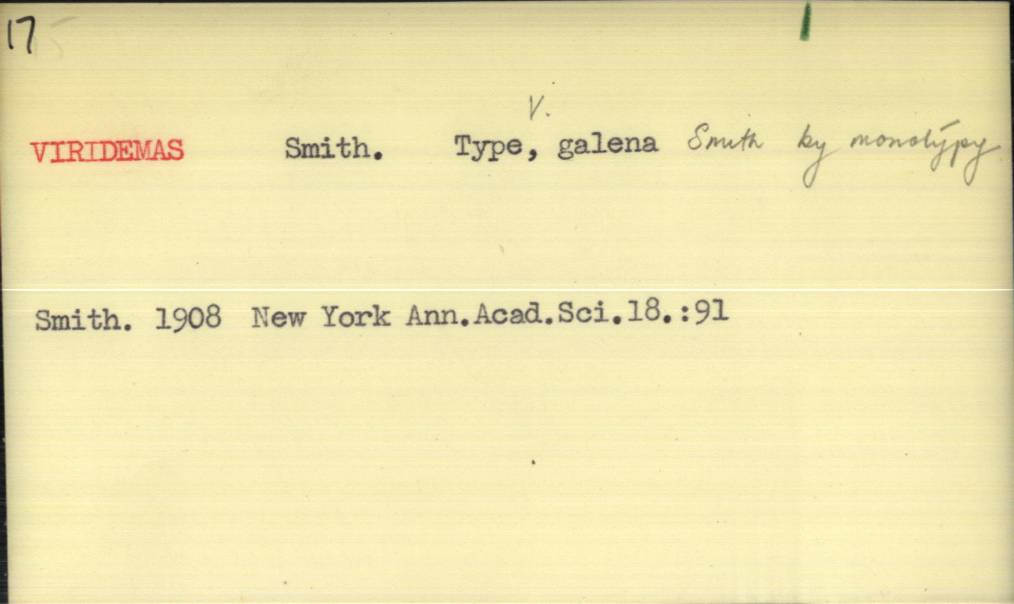 17
V.
VIRIDEMAS Smith. Type, galena Smith by monotypy
Smith. 1908 New York Ann.Acad.Sci.18.:91